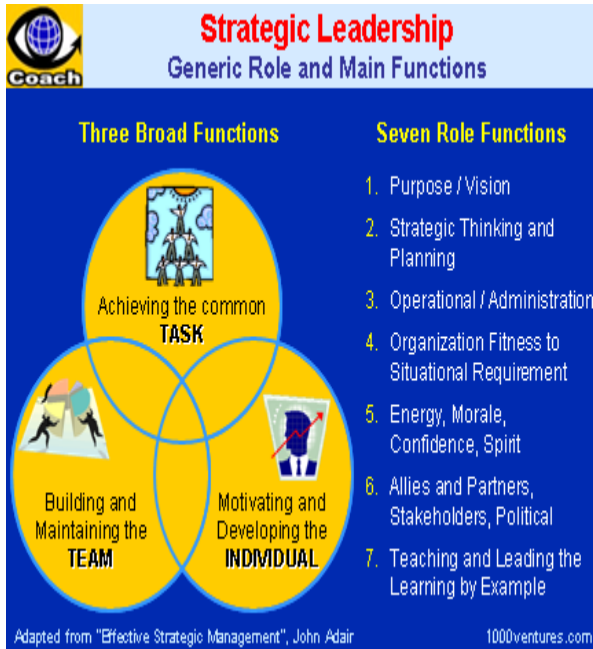 Coach
Strategic Leadership
Generic Role and Main Functions
Three Broad Functions
Achieving the common
TASK
Building and
Maintaining the
TEAM
Motivating and
Developing the
INDIVIDUAL
Seven Role Functions
1. Purpose / Vision
2. Strategic Thinking and
Planning
3. Operational / Administration
4. Organization Fitness to
Situational Requirement
5. Energy, Morale,
Confidence, Spirit
6. Allies and Partners,
Stakeholders, Political
7. Teaching and Leading the
Learning by Example
Adapted from "Effective Strategic Management", John Adair
1000ventures.com